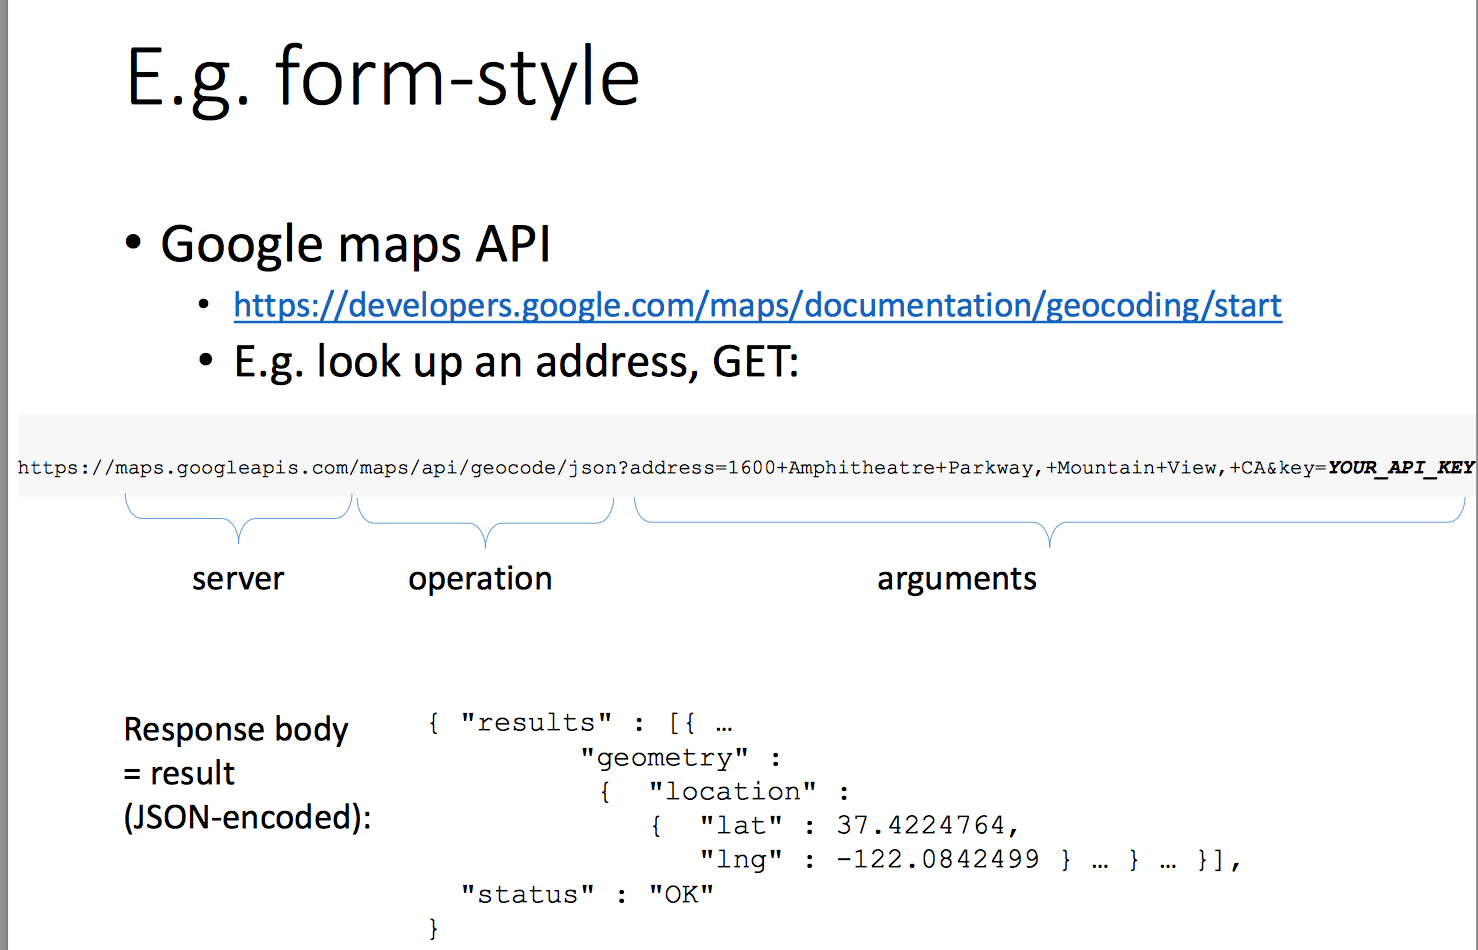 E.g. form-style
• Google maps API
• https://developers.google.com/maps/documentation/geocoding/start
• E.g. look up an address, GET:
https://maps.googleapis.com/maps/api/geocode/json?address=1600+Amphitheatre+Parkway,+Mountain+View,+CA&key=YOUR_API_KEY
server operation arguments
Response body
= result
(JSON-encoded):
{ "results" : [{ …
"geometry" :
{ "location" :
{ "lat" : 37.4224764,
"lng" : -122.0842499 } … } … }],
"status" : "OK"
}